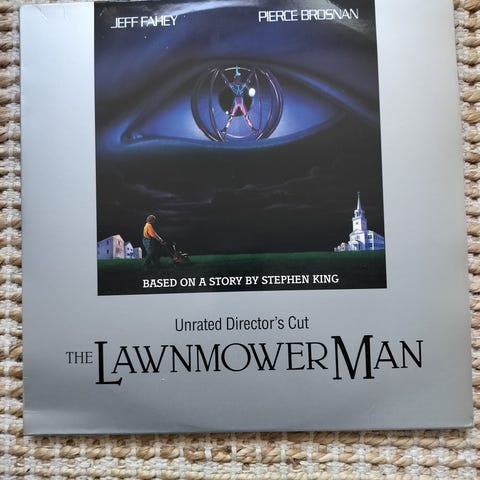 JEFF FAHEY PIERCE BROSNAN
BASED ON A STORY BY STEPHEN KING
Unrated Director's Cut
THE LAWNMOWER MAN